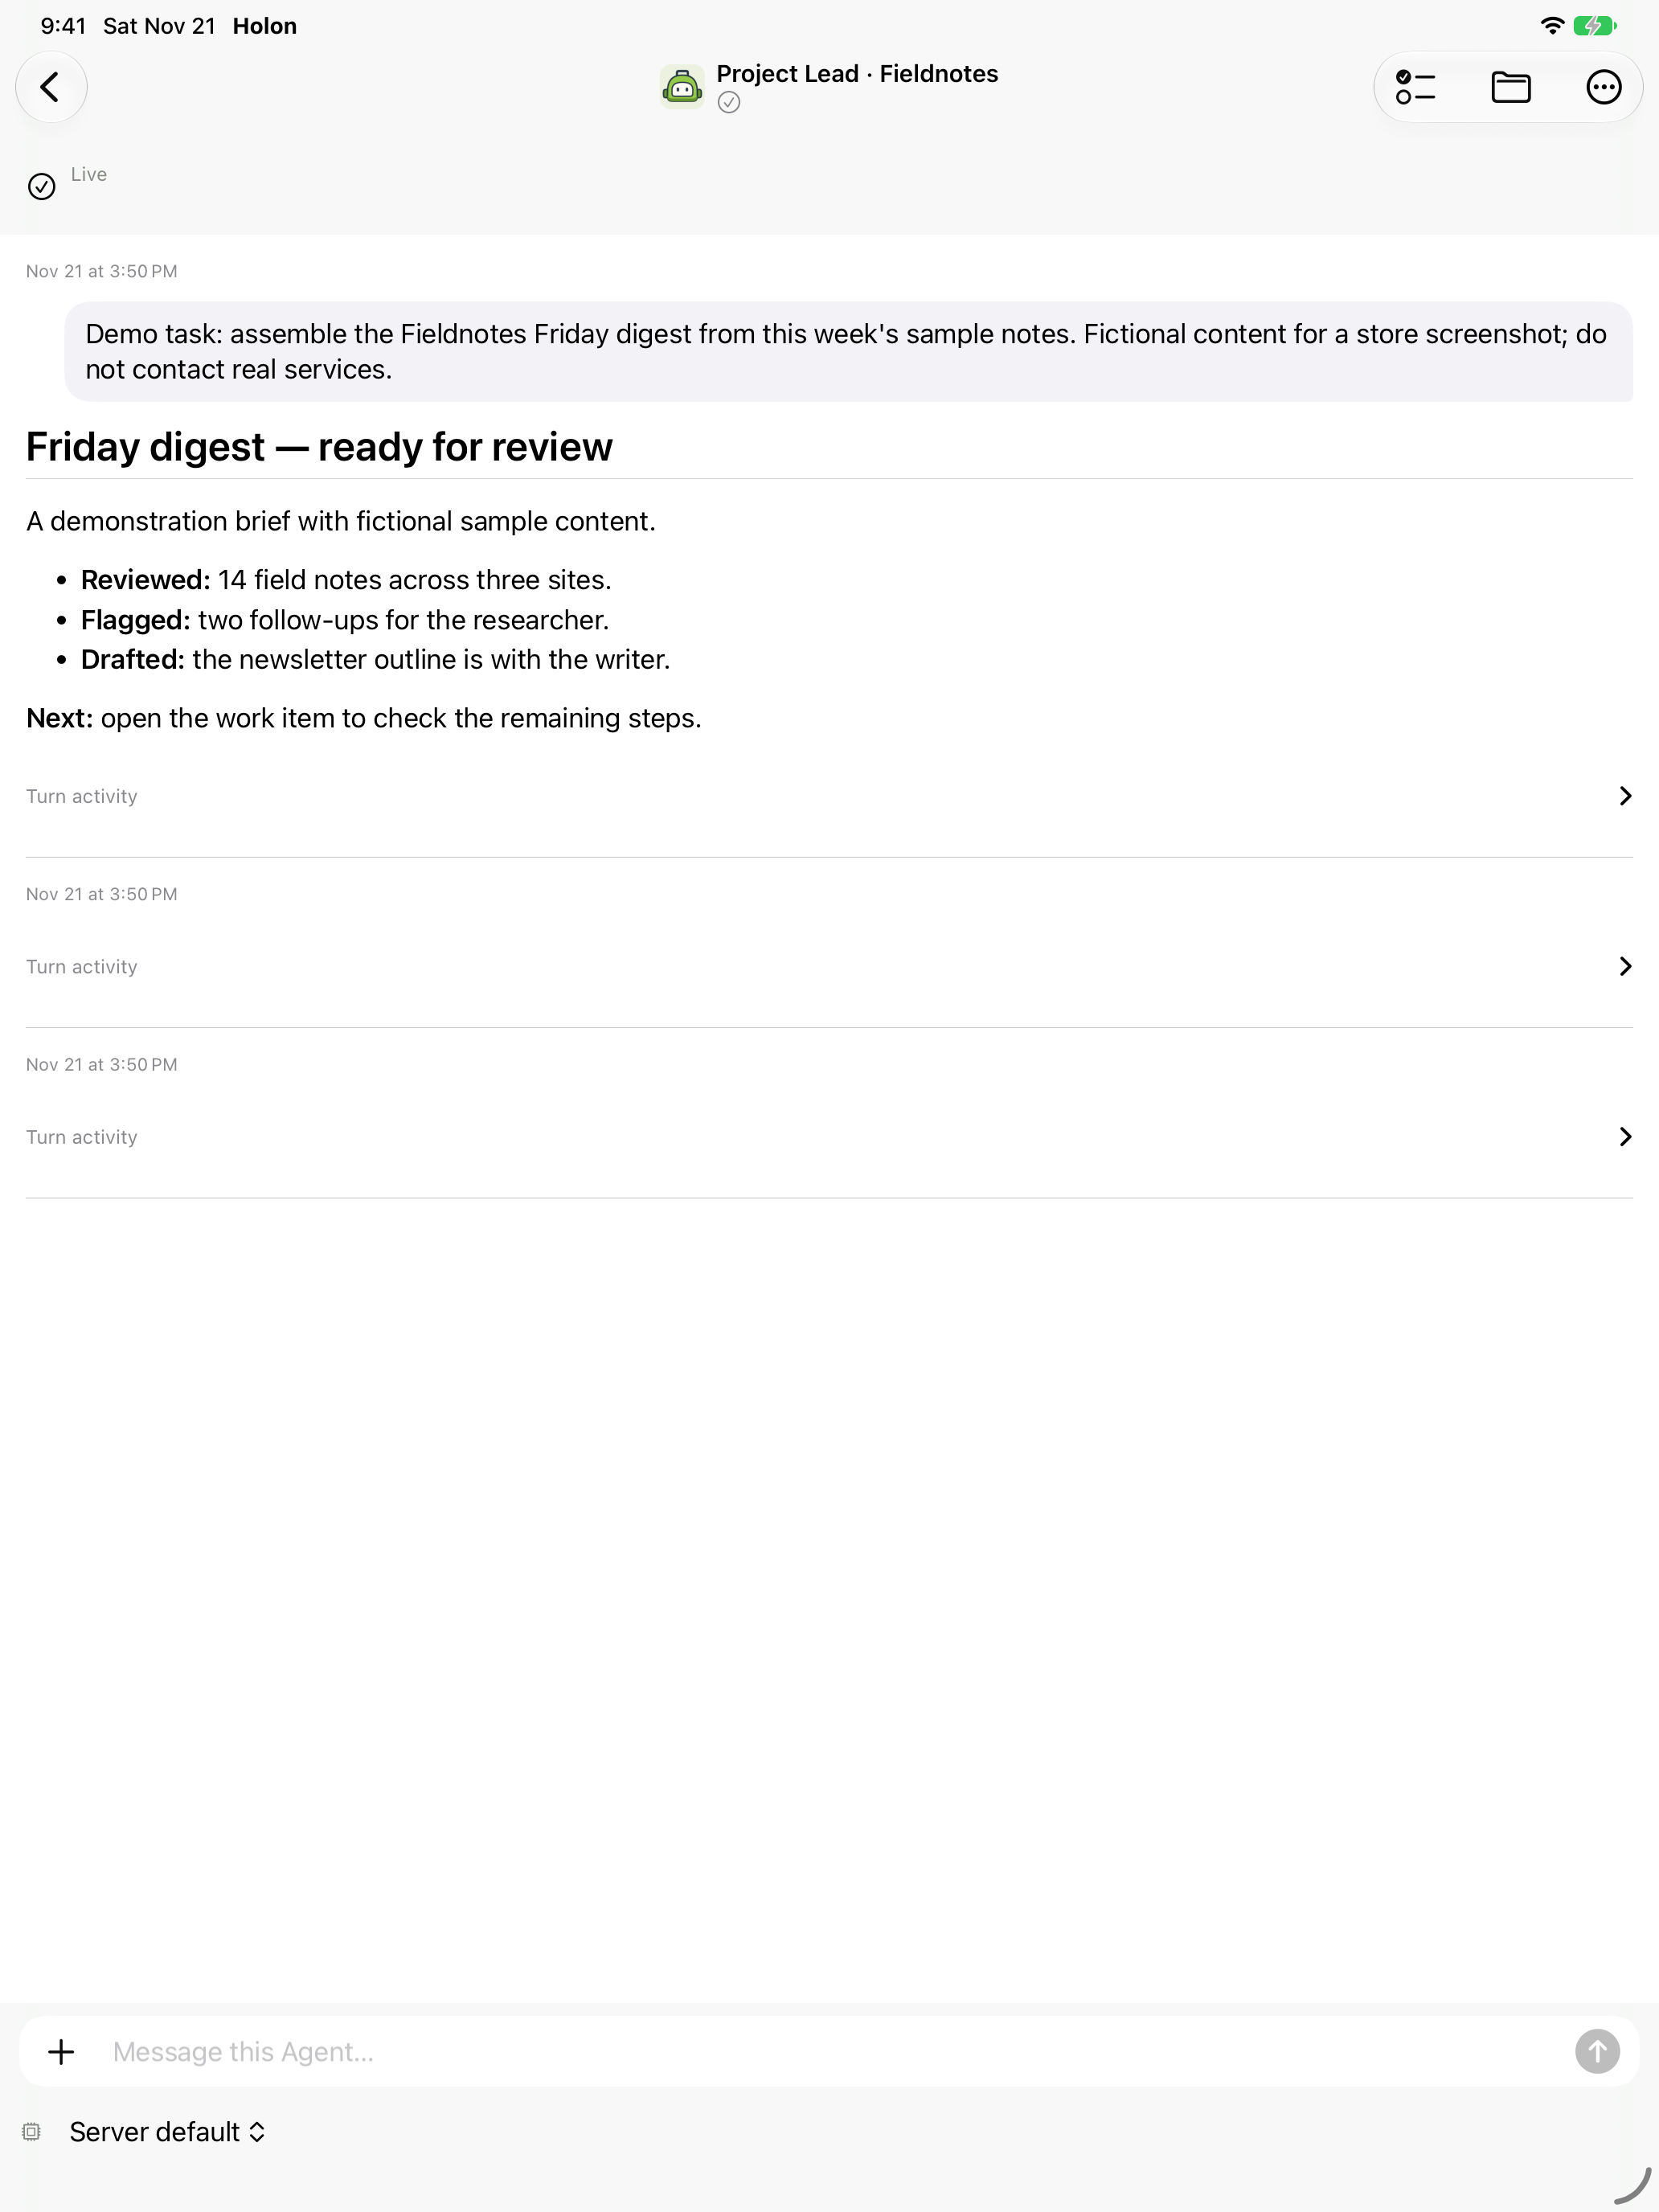 9:41 Sat Nov 21 Holon
Project Lead · Fieldnotes
Live
Nov 21 at 3:50 PM
Demo task: assemble the Fieldnotes Friday digest from this week's sample notes. Fictional content for a store screenshot; do
not contact real services.
Friday digest — ready for review
A demonstration brief with fictional sample content.
• Reviewed: 14 field notes across three sites.
• Flagged: two follow-ups for the researcher.
• Drafted: the newsletter outline is with the writer.
Next: open the work item to check the remaining steps.
Turn activity
Nov 21 at 3:50 PM
Turn activity
Nov 21 at 3:50 PM
Turn activity
Message this Agent...
Server default